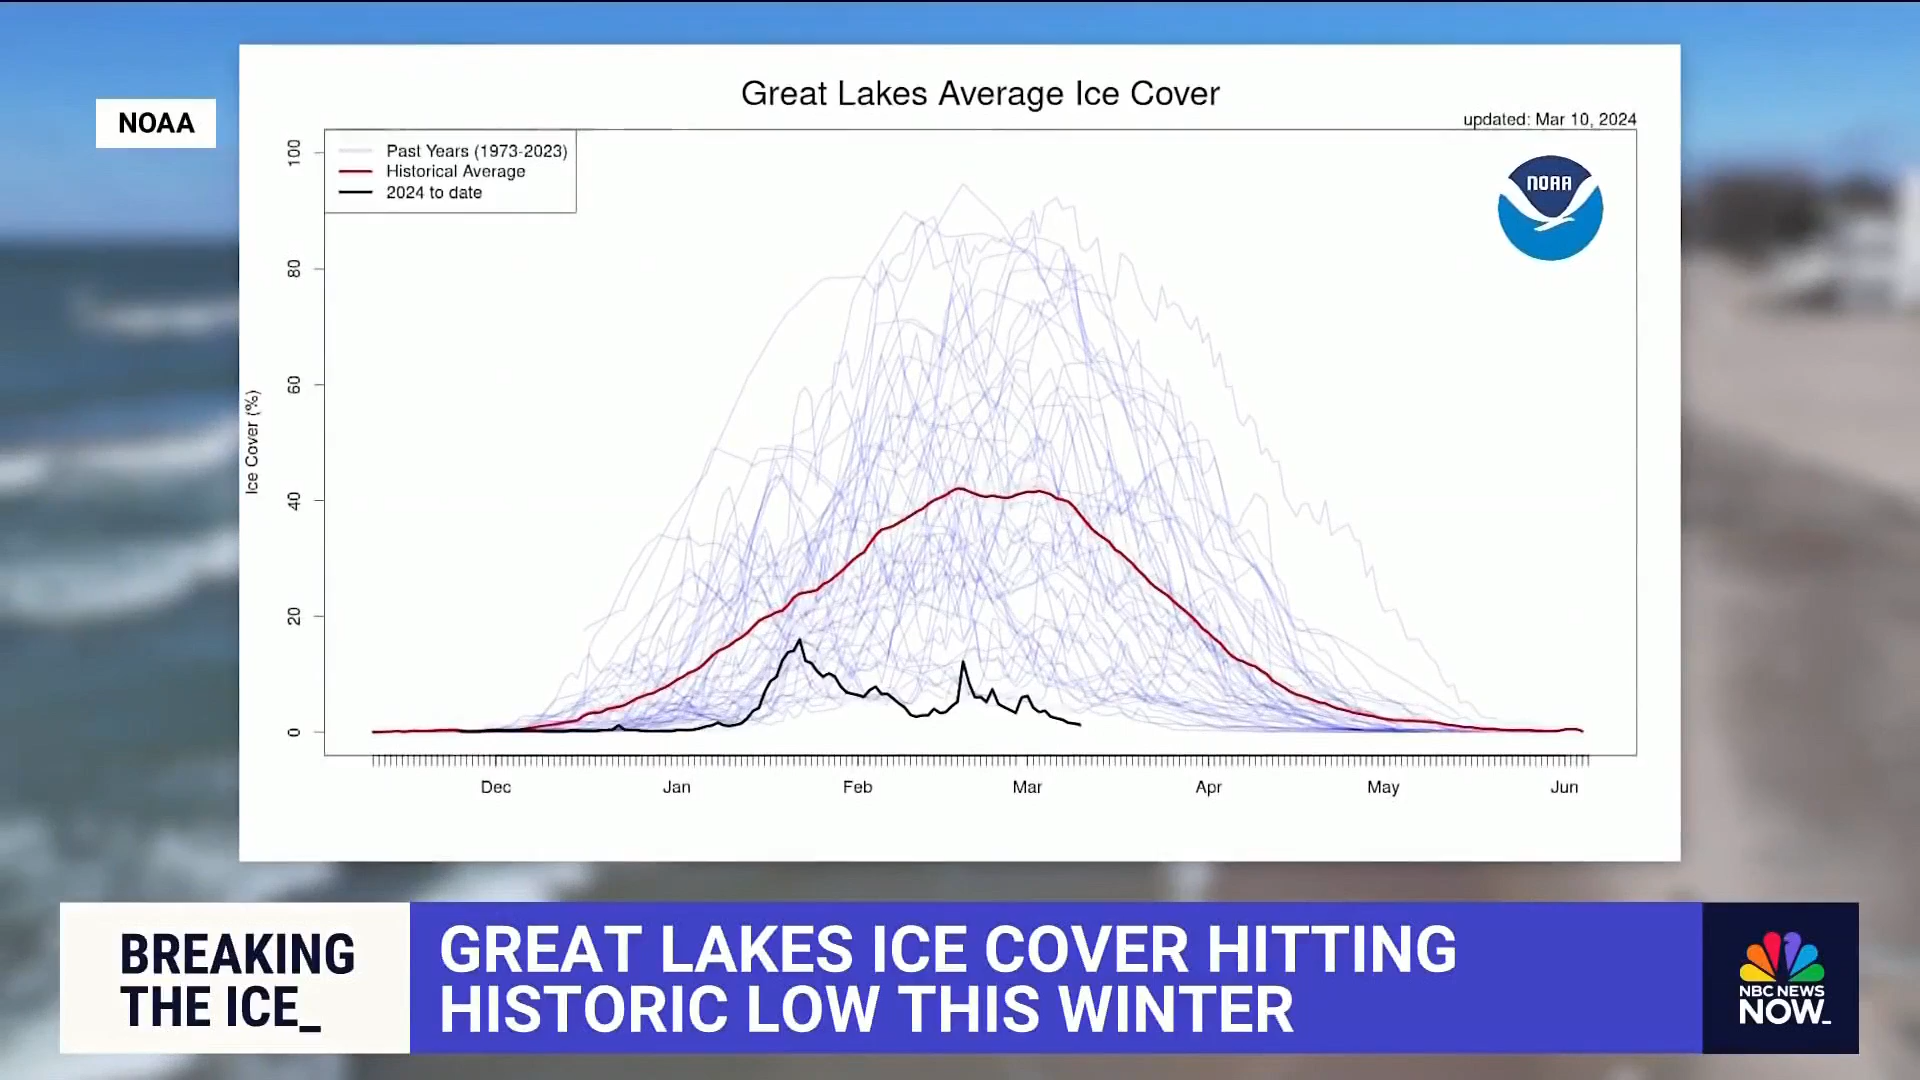 NOAA
Great Lakes Average Ice Cover
updated: Mar 10, 2024
Past Years (1973-2023)
Historical Average
2024 to date
NOAA
Ice Cover (%)
100
80
60
40
20
0
Dec Jan Feb Mar Apr May Jun
BREAKING
THE ICE_
GREAT LAKES ICE COVER HITTING
HISTORIC LOW THIS WINTER
NBC NEWS
NOW_